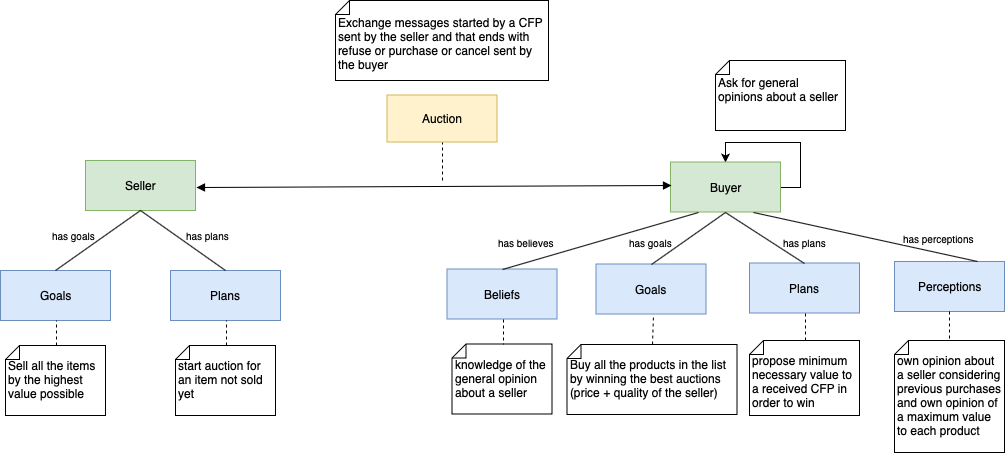 Exchange messages started by a CFP
sent by the seller and that ends with
refuse or purchase or cancel sent by
the buyer
Ask for general
opinions about a seller
Auction
Seller
Buyer
has goals
has plans
has believes
has goals
has plans
has perceptions
Goals
Plans
Beliefs
Goals
Plans
Perceptions
Sell all the items
by the highest
value possible
start auction for
an item not sold
yet
knowledge of the
general opinion
about a seller
Buy all the products in the list
by winning the best auctions
(price + quality of the seller)
propose minimum
necessary value to
a received CFP in
order to win
own opinion about
a seller considering
previous purchases
and own opinion of
a maximum value
to each product